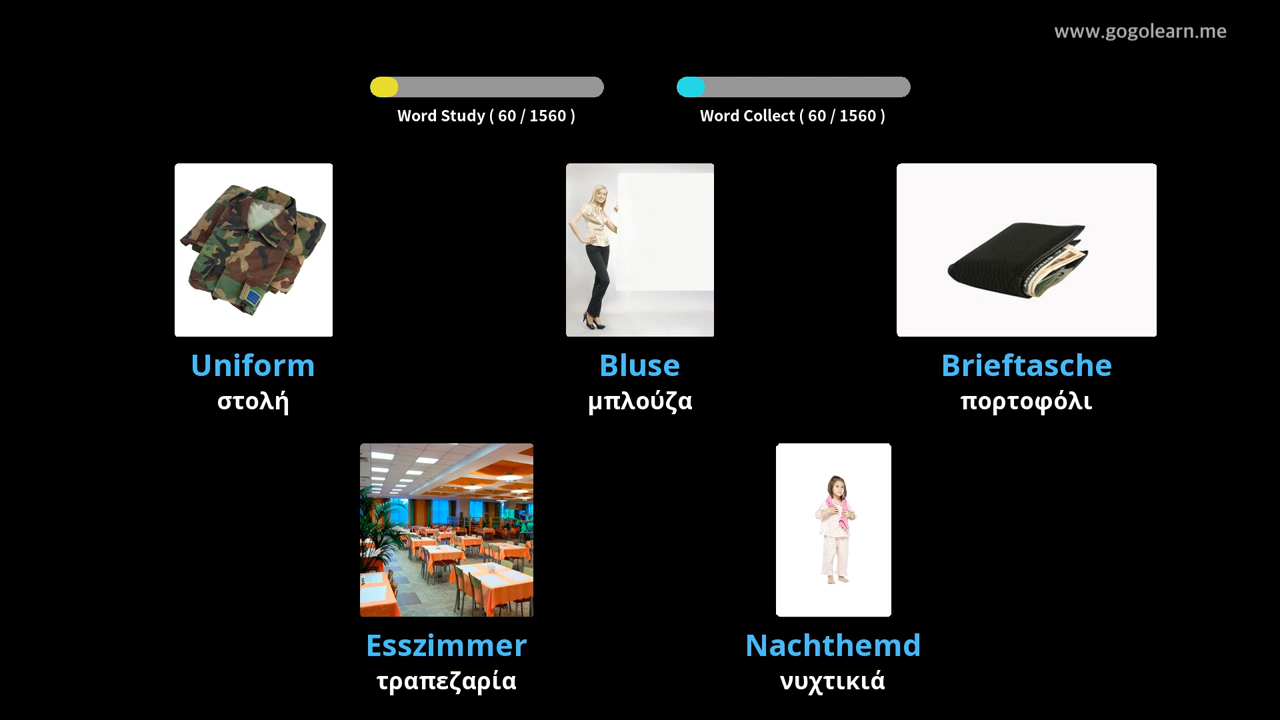 www.gogolearn.me
Word Study ( 60 / 1560 )
Word Collect ( 60 / 1560 )
Uniform
στολή
Bluse
μπλούζα
Brieftasche
πορτοφόλι
Esszimmer
τραπεζαρία
Nachthemd
νυχτικιά